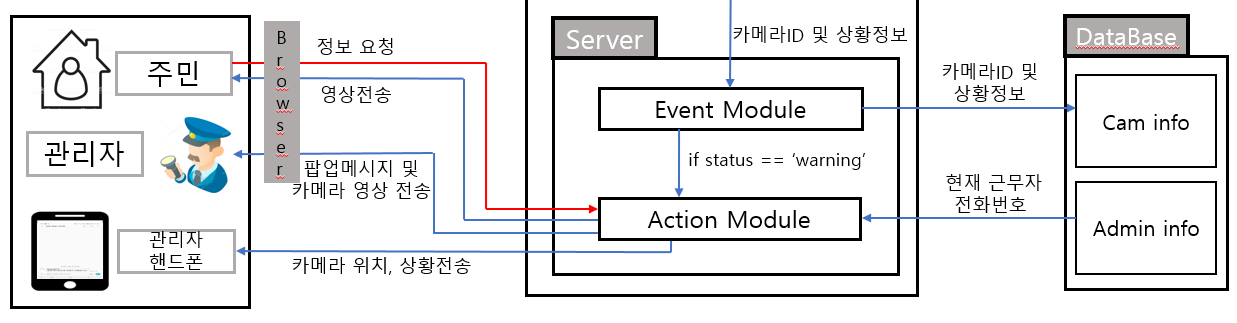 주민
관리자
관리자
핸드폰
Browser
정보 요청
영상전송
팝업메시지 및
카메라 영상 전송
카메라 위치, 상황전송
Server
카메라ID 및 상황정보
Event Module
if status == ‘warning’
Action Module
카메라ID 및
상황정보
현재 근무자
전화번호
DataBase
Cam info
Admin info